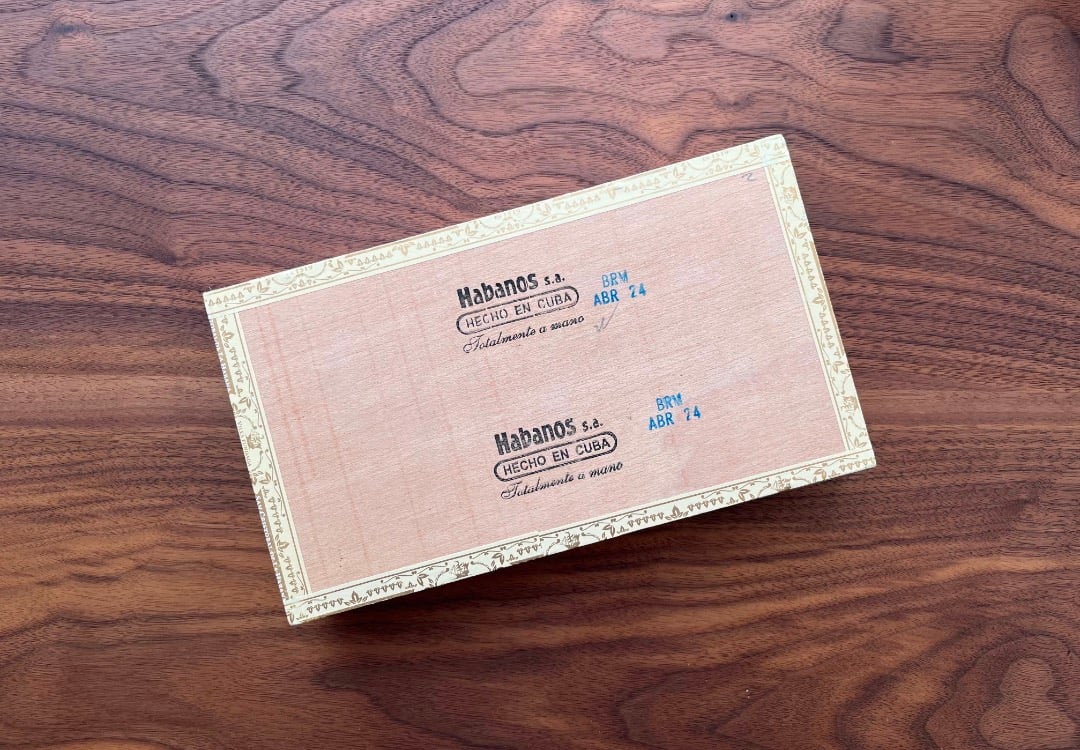 Habanos s.a.
HECHO EN CUBA
Totalmente a mano
BRM
ABR 24
Habanos s.a.
HECHO EN CUBA
Totalmente a mano
BRM
ABR 24